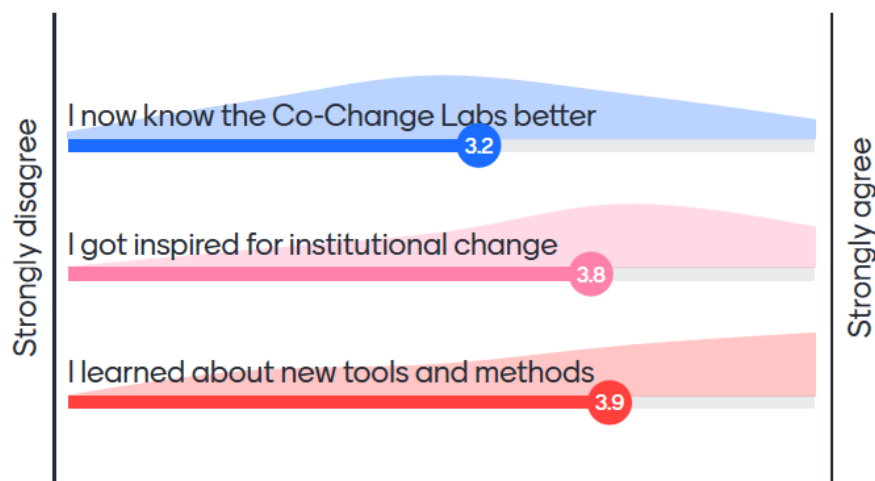 Strongly disagree
I now know the Co-Change Labs better
3.2
I got inspired for institutional change
3.8
I learned about new tools and methods
3.9
Strongly agree